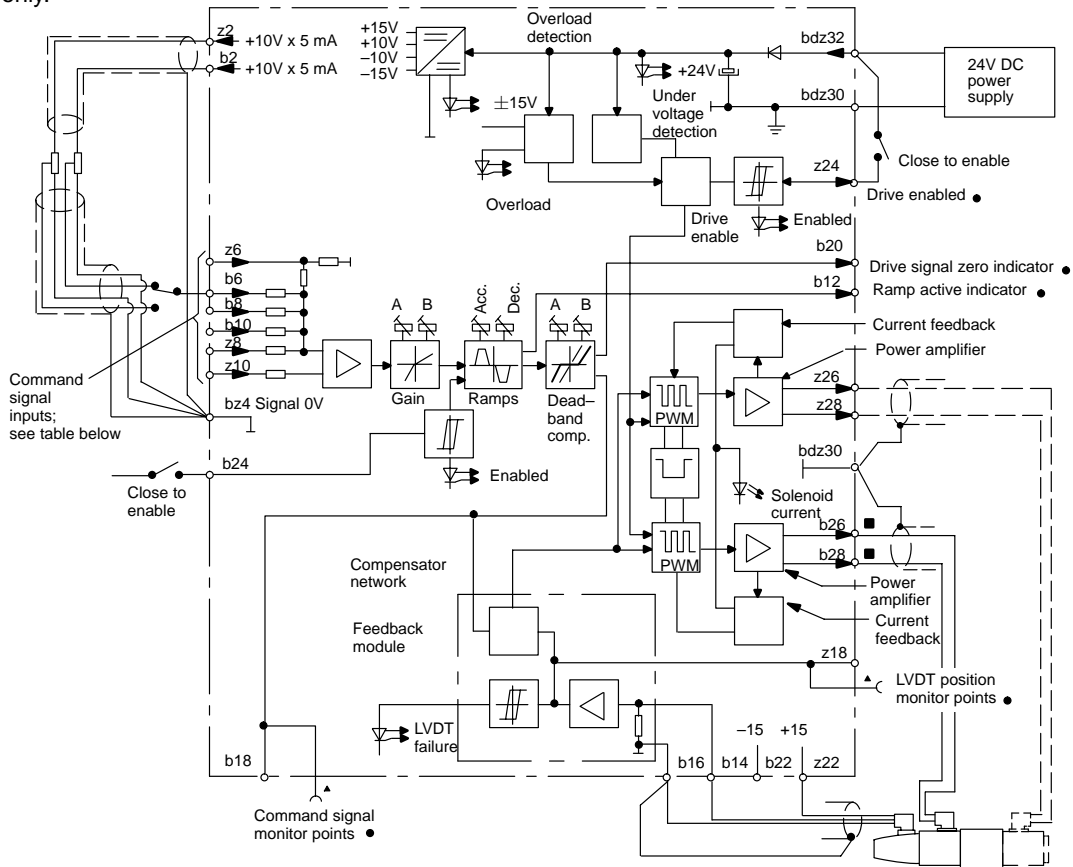 only.
z2
+10V x 5 mA
b2
+10V x 5 mA
+15V
+10V
–10V
–15V
Overload
detection
bdz32
24V DC
power
supply
+24V
bdz30
±15V
Under
voltage
detection
Close to enable
z24
Overload
Drive
enable
Enabled
Drive enabled ●
b20
Drive signal zero indicator ●
b12
Ramp active indicator ●
z6
b6
b8
b10
z8
z10
A
B
Acc.
Dec.
A
B
Current feedback
Power amplifier
z26
z28
Command
signal
inputs;
see table below
bz4 Signal 0V
Gain
Ramps
Dead–
band
comp.
PWM
b24
Close to
enable
Enabled
bdz30
Solenoid
current
b26 ■
b28 ■
PWM
Compensator
network
Power
amplifier
Feedback
module
Current
feedback
z18
▲
LVDT position
monitor points ●
LVDT
failure
–15
+15
b18
b16
b14
b22
z22
▲
Command signal
monitor points ●